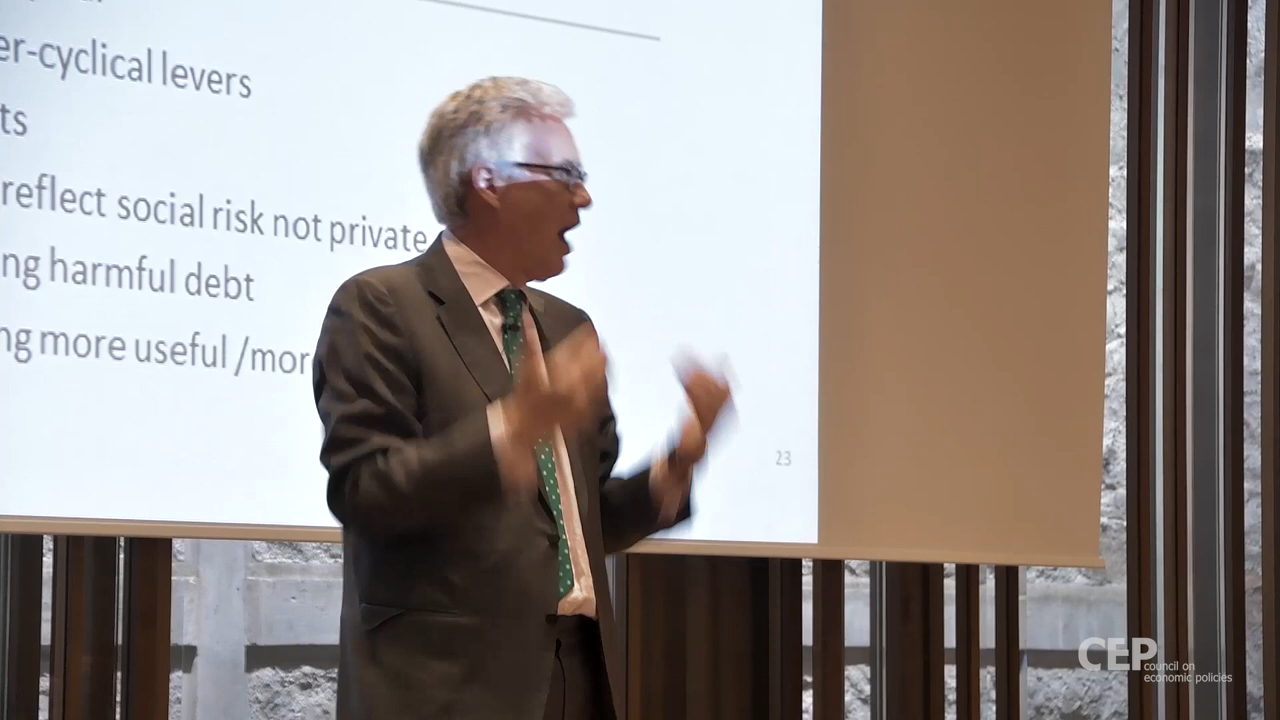 er-cyclical levers
ts
reflect social risk not private
ng harmful debt
ng more useful /mor
23
CEP council on
economic policies